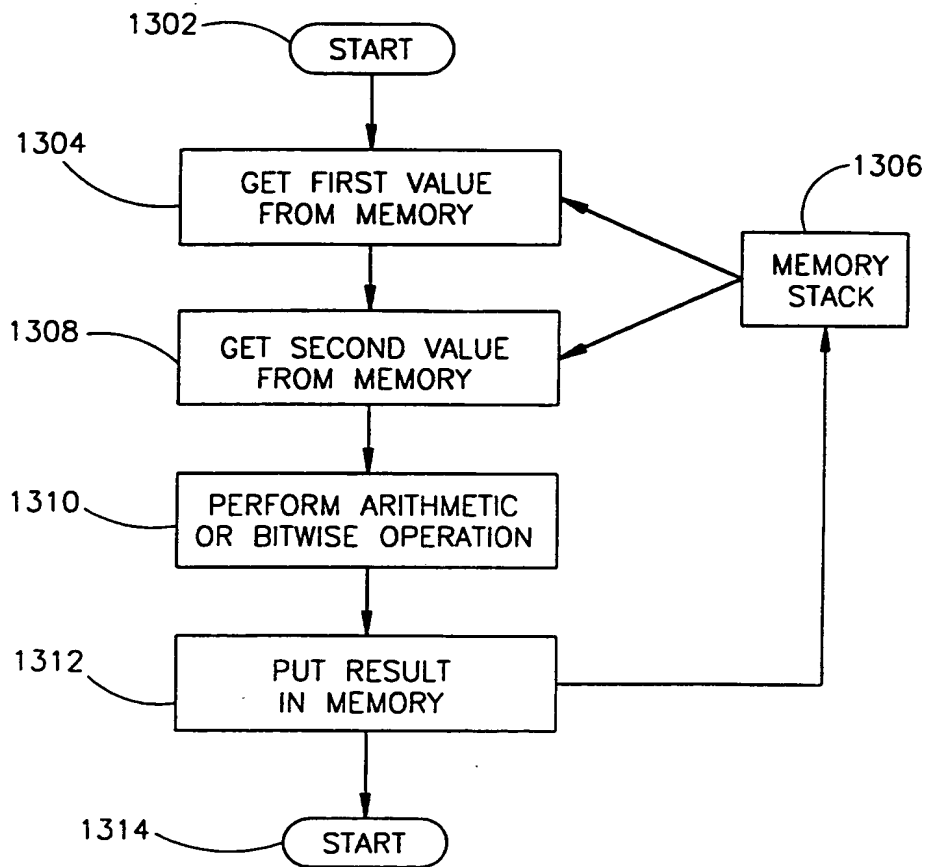 1302
START
1304
GET FIRST VALUE
FROM MEMORY
1306
MEMORY
STACK
1308
GET SECOND VALUE
FROM MEMORY
1310
PERFORM ARITHMETIC
OR BITWISE OPERATION
1312
PUT RESULT
IN MEMORY
1314
START